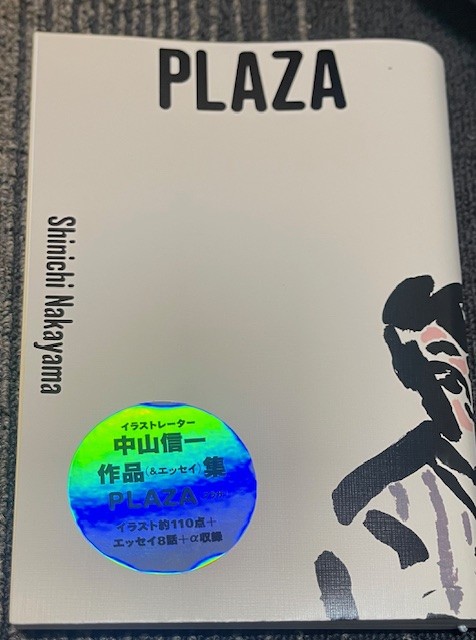 PLAZA
Shinichi Nakayama
イラストレーター
中山信一
作品(&エッセイ)集
PLAZA
イラスト約110点+
エッセイ8話+α収録